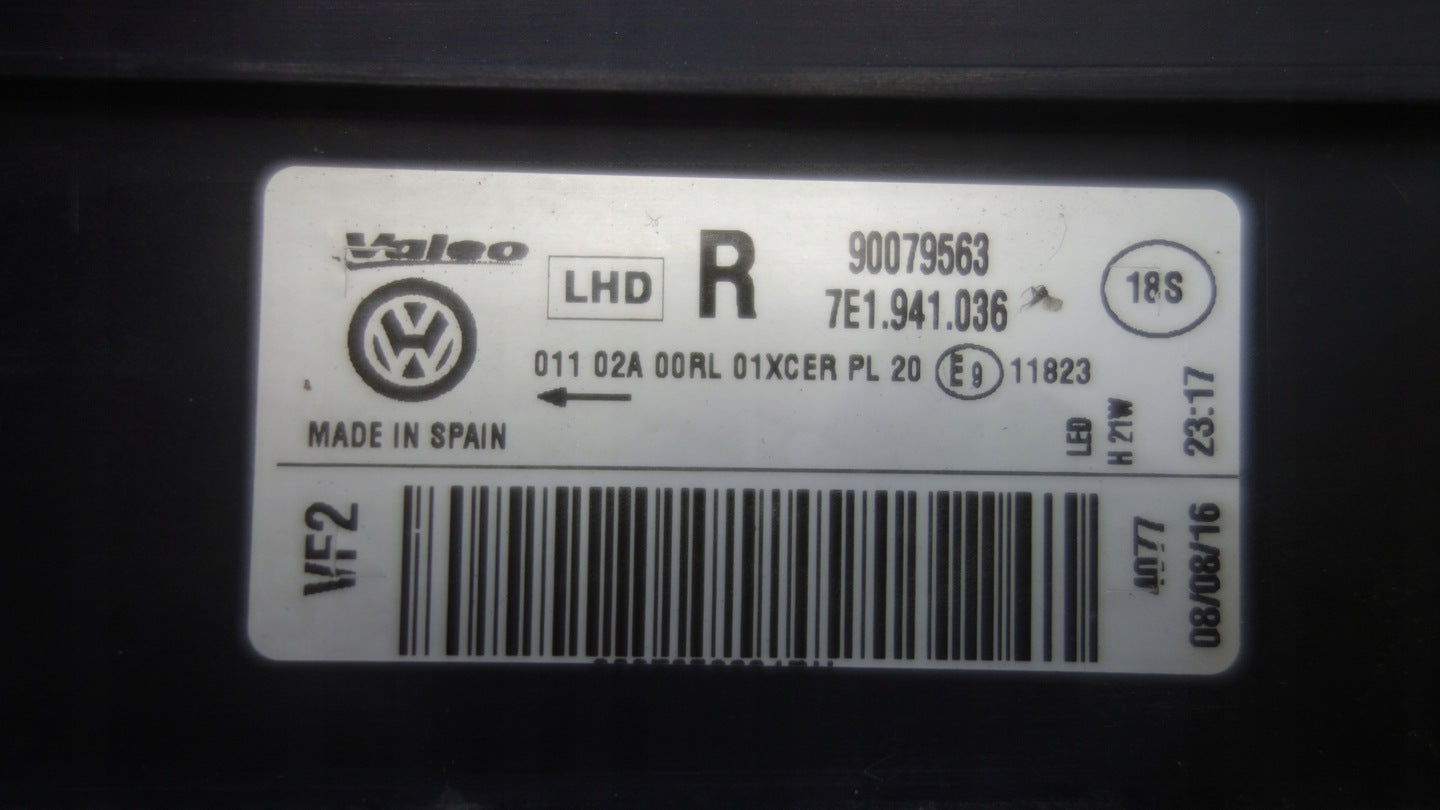 Valeo
LHD
R
90079563
7E1.941.036
18S
011 02A 00RL 01XCER PL 20 E9 11823
MADE IN SPAIN
LED
H 21W
23:17
VF2
4077
08/08/16